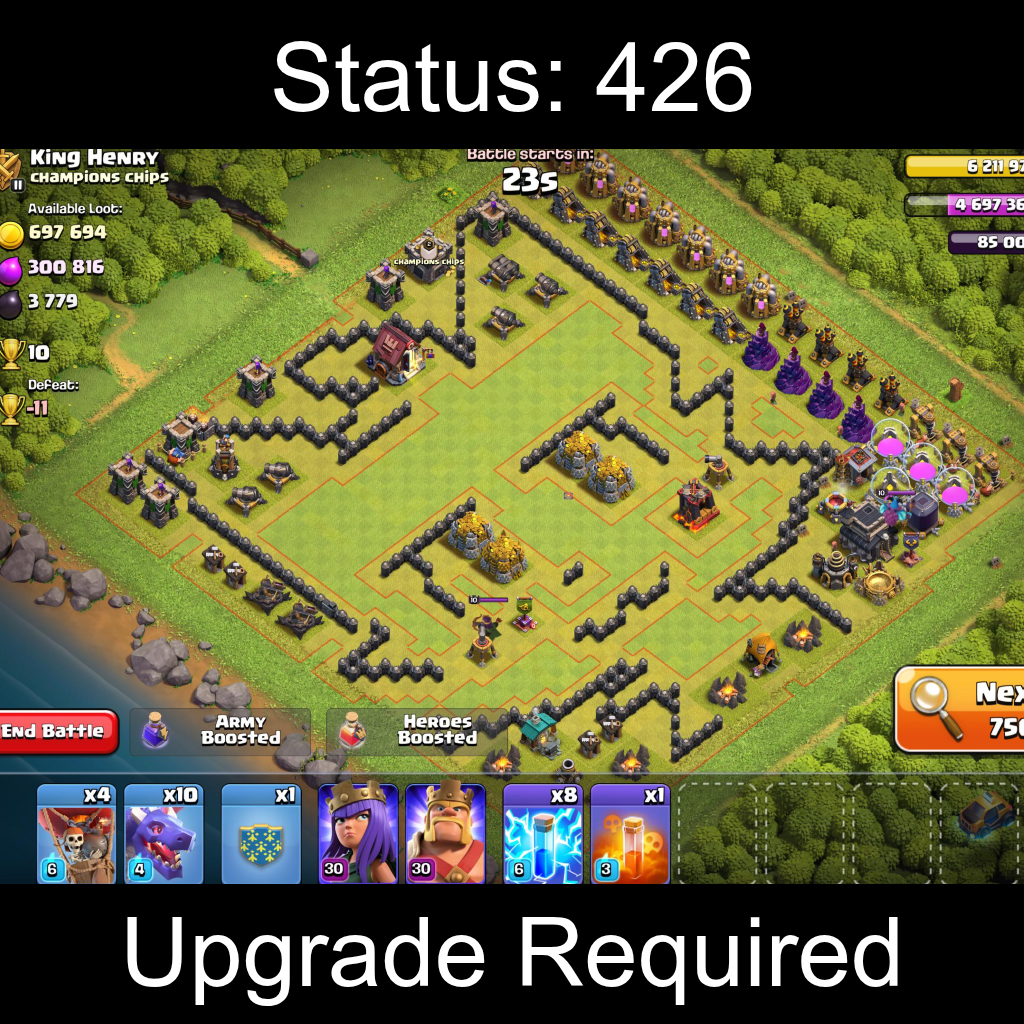 Status: 426
King Henry
champions chips
Battle starts in:
23s
Available Loot:
697 694
300 816
3 779
10
Defeat:
-11
6 211 97
4 697 36
85 00
champions chips
10
10
End Battle
Army
Boosted
Heroes
Boosted
Nex
750
x4
x10
x1
x8
x1
6
4
30
30
6
3
Upgrade Required